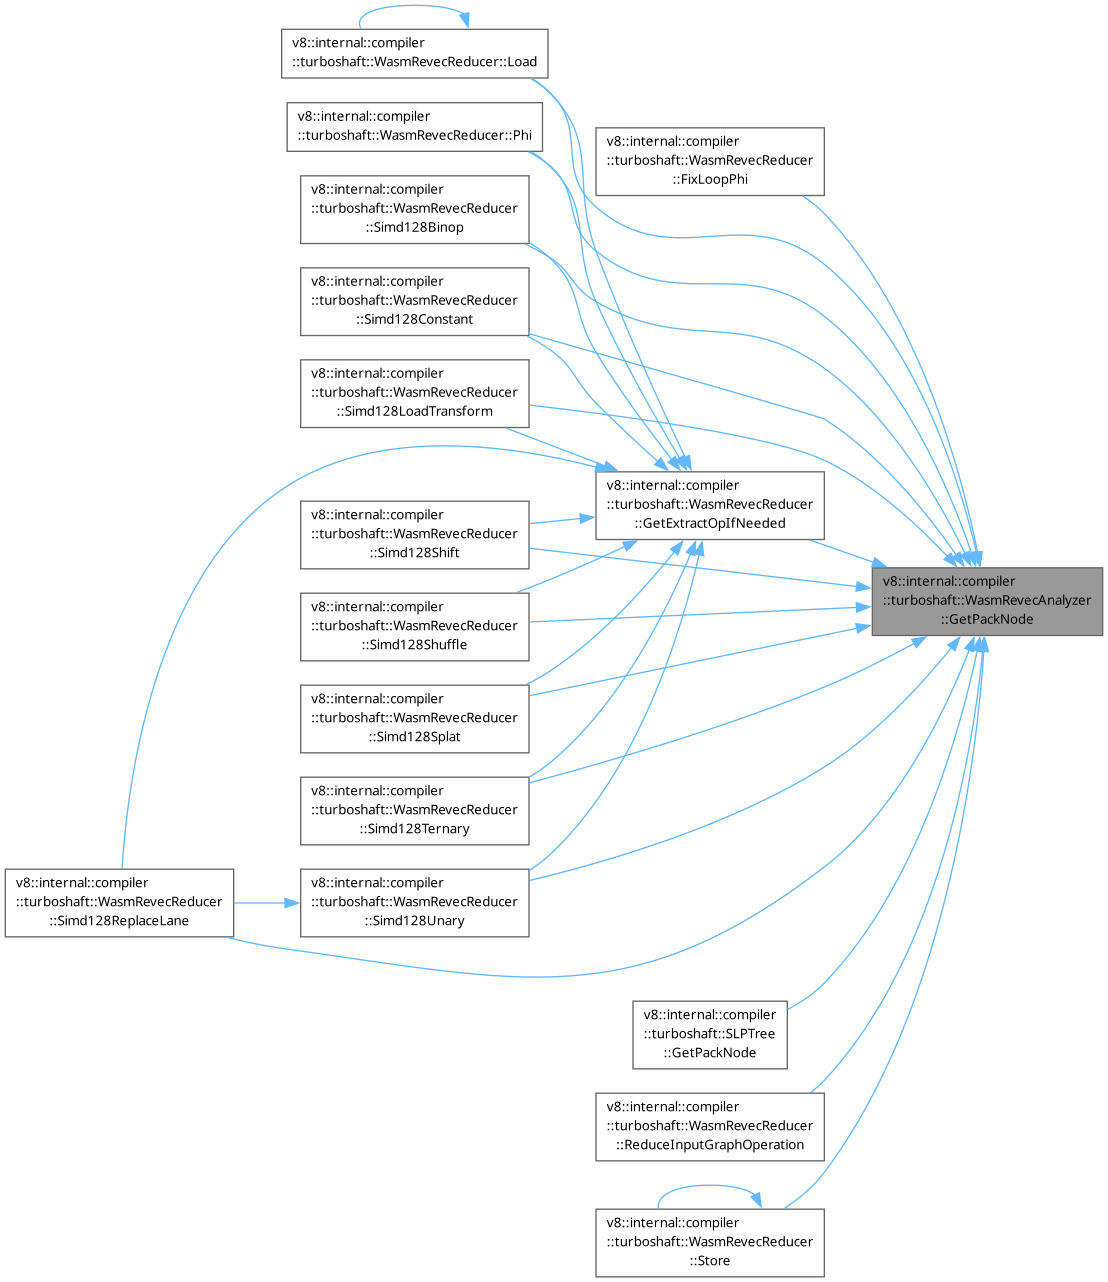 v8::internal::compiler
::turboshaft::WasmRevecReducer::Load
v8::internal::compiler
::turboshaft::WasmRevecReducer::Phi
v8::internal::compiler
::turboshaft::WasmRevecReducer
::FixLoopPhi
v8::internal::compiler
::turboshaft::WasmRevecReducer
::Simd128Binop
v8::internal::compiler
::turboshaft::WasmRevecReducer
::Simd128Constant
v8::internal::compiler
::turboshaft::WasmRevecReducer
::Simd128LoadTransform
v8::internal::compiler
::turboshaft::WasmRevecReducer
::GetExtractOpIfNeeded
v8::internal::compiler
::turboshaft::WasmRevecReducer
::Simd128Shift
v8::internal::compiler
::turboshaft::WasmRevecAnalyzer
::GetPackNode
v8::internal::compiler
::turboshaft::WasmRevecReducer
::Simd128Shuffle
v8::internal::compiler
::turboshaft::WasmRevecReducer
::Simd128Splat
v8::internal::compiler
::turboshaft::WasmRevecReducer
::Simd128Ternary
v8::internal::compiler
::turboshaft::WasmRevecReducer
::Simd128ReplaceLane
v8::internal::compiler
::turboshaft::WasmRevecReducer
::Simd128Unary
v8::internal::compiler
::turboshaft::SLPTree
::GetPackNode
v8::internal::compiler
::turboshaft::WasmRevecReducer
::ReduceInputGraphOperation
v8::internal::compiler
::turboshaft::WasmRevecReducer
::Store